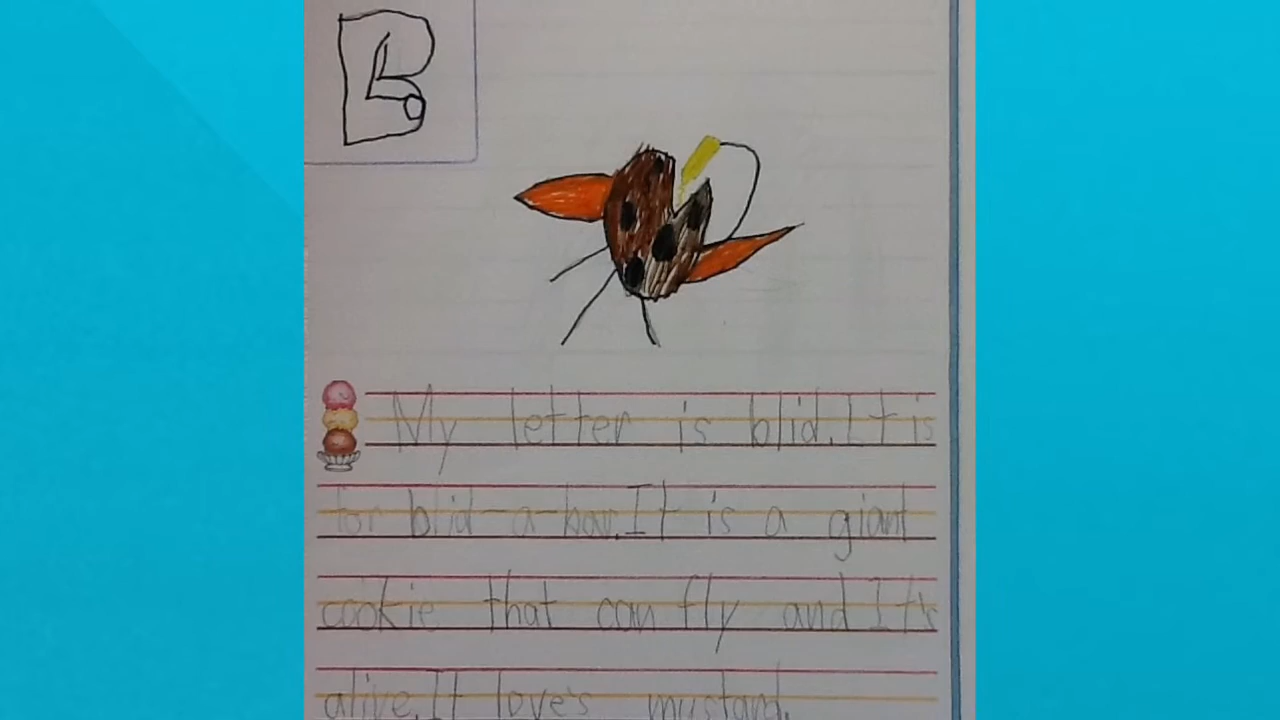 B
My letter is blid. It is
for blid-a-bar. It is a giant
cookie that can fly and It's
alive. It love's mustard.